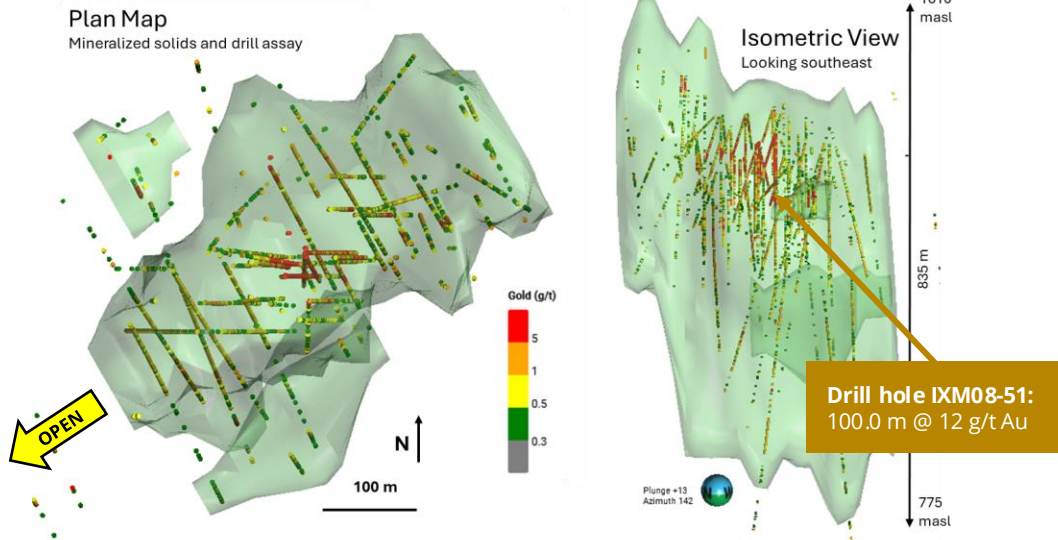 Plan Map
Mineralized solids and drill assay
OPEN
N
100 m
Gold (g/t)
5
1
0.5
0.3
masl
Isometric View
Looking southeast
835 m
Drill hole IXM08-51:
100.0 m @ 12 g/t Au
Plunge +13
Azimuth 142
775
masl